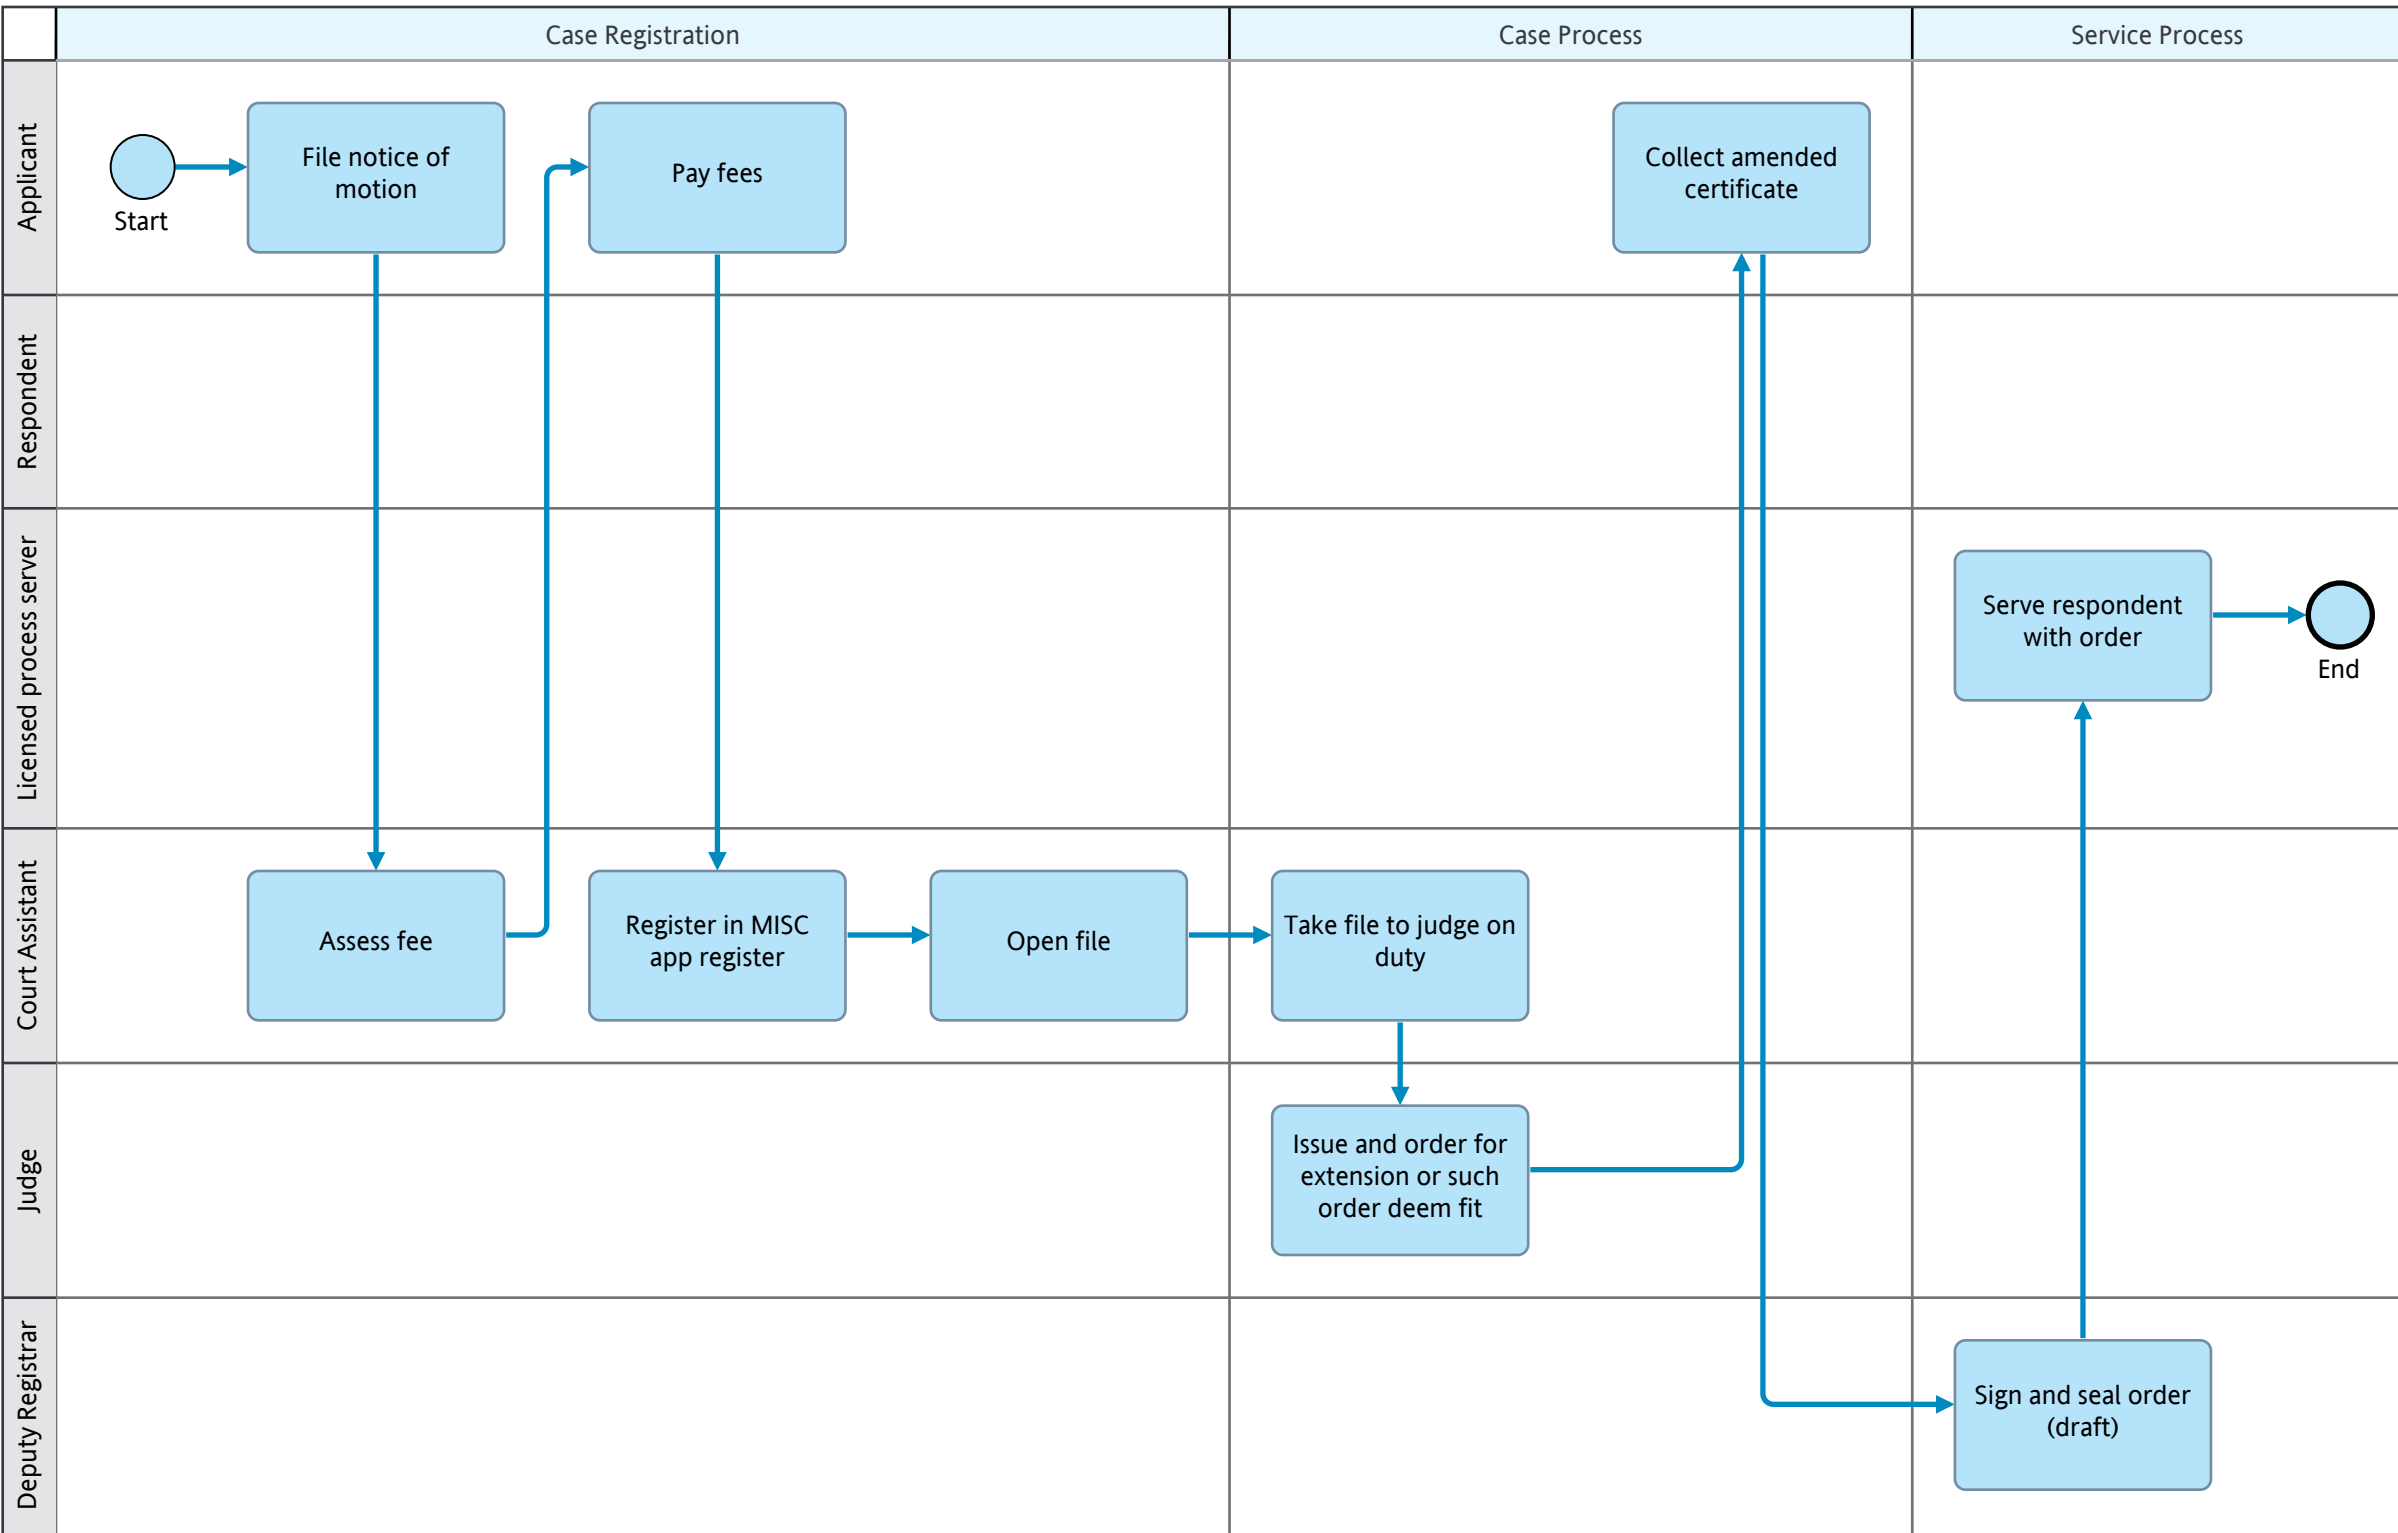 Case Registration
Case Process
Service Process
Applicant
Start
File notice of
motion
Pay fees
Collect amended
certificate
Respondent
Licensed process server
Serve respondent
with order
End
Court Assistant
Assess fee
Register in MISC
app register
Open file
Take file to judge on
duty
Judge
Issue and order for
extension or such
order deem fit
Deputy Registrar
Sign and seal order
(draft)